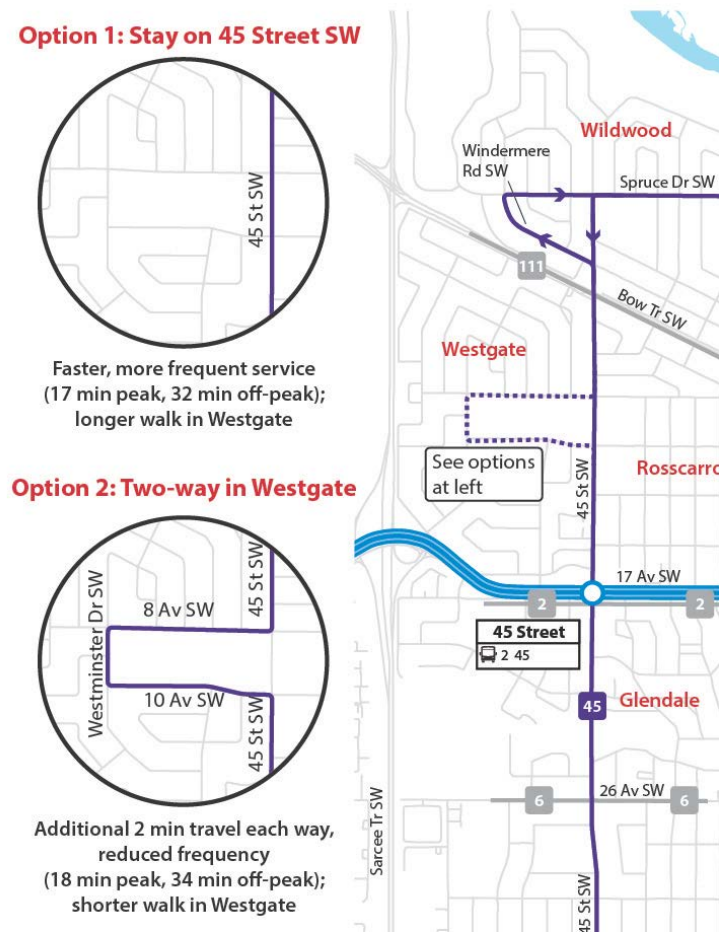 Option 1: Stay on 45 Street SW
45 St SW
Faster, more frequent service
(17 min peak, 32 min off-peak);
longer walk in Westgate
Option 2: Two-way in Westgate
Westminster Dr SW
8 Av SW
45 St SW
10 Av SW
45 St SW
Additional 2 min travel each way,
reduced frequency
(18 min peak, 34 min off-peak);
shorter walk in Westgate
Wildwood
Windermere
Rd SW
Spruce Dr SW
111
Bow Tr SW
Westgate
See options
at left
45 St SW
Rosscarro
17 Av SW
2
2
45 Street
2 45
45
Glendale
26 Av SW
6
6
Sarcee Tr SW
45 St SW